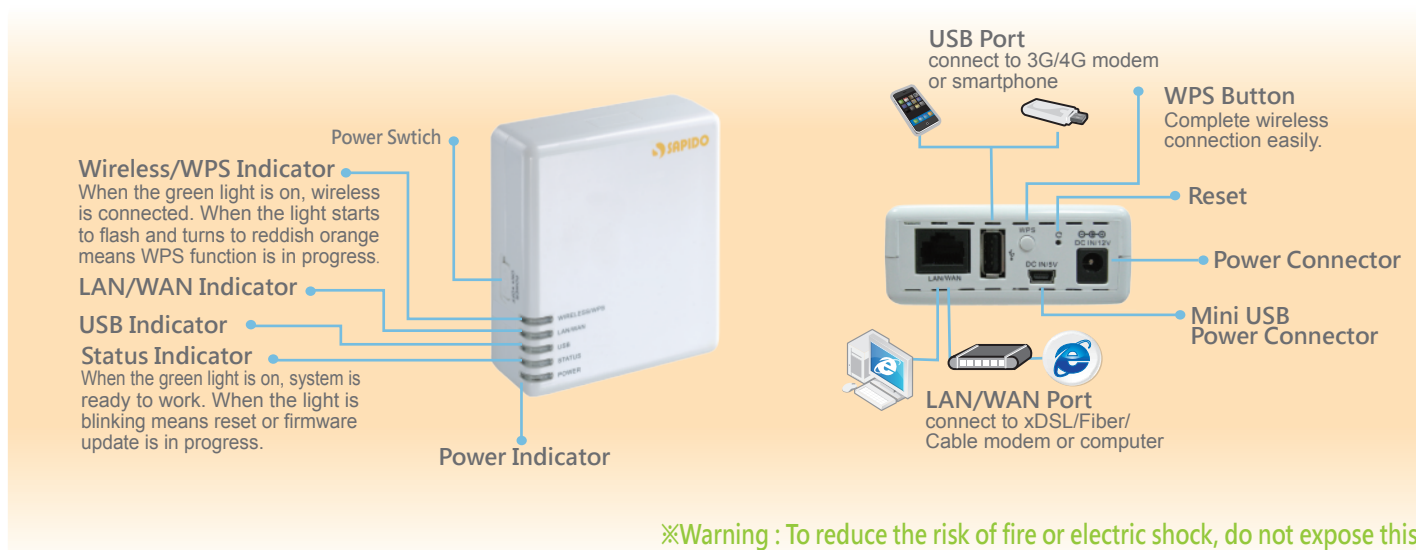 Power Swtich
Wireless/WPS Indicator
When the green light is on, wireless
is connected. When the light starts
to flash and turns to reddish orange
means WPS function is in progress.
LAN/WAN Indicator
USB Indicator
Status Indicator
When the green light is on, system is
ready to work. When the light is
blinking means reset or firmware
update is in progress.
Power Indicator
SAPIDO
WIRELESS/WPS
LAN/WAN
USB
STATUS
POWER
USB Port
connect to 3G/4G modem
or smartphone
WPS Button
Complete wireless
connection easily.
Reset
Power Connector
Mini USB
Power Connector
WPS
DC IN/12V
DC IN/5V
LAN/WAN
LAN/WAN Port
connect to xDSL/Fiber/
Cable modem or computer
※Warning : To reduce the risk of fire or electric shock, do not expose this